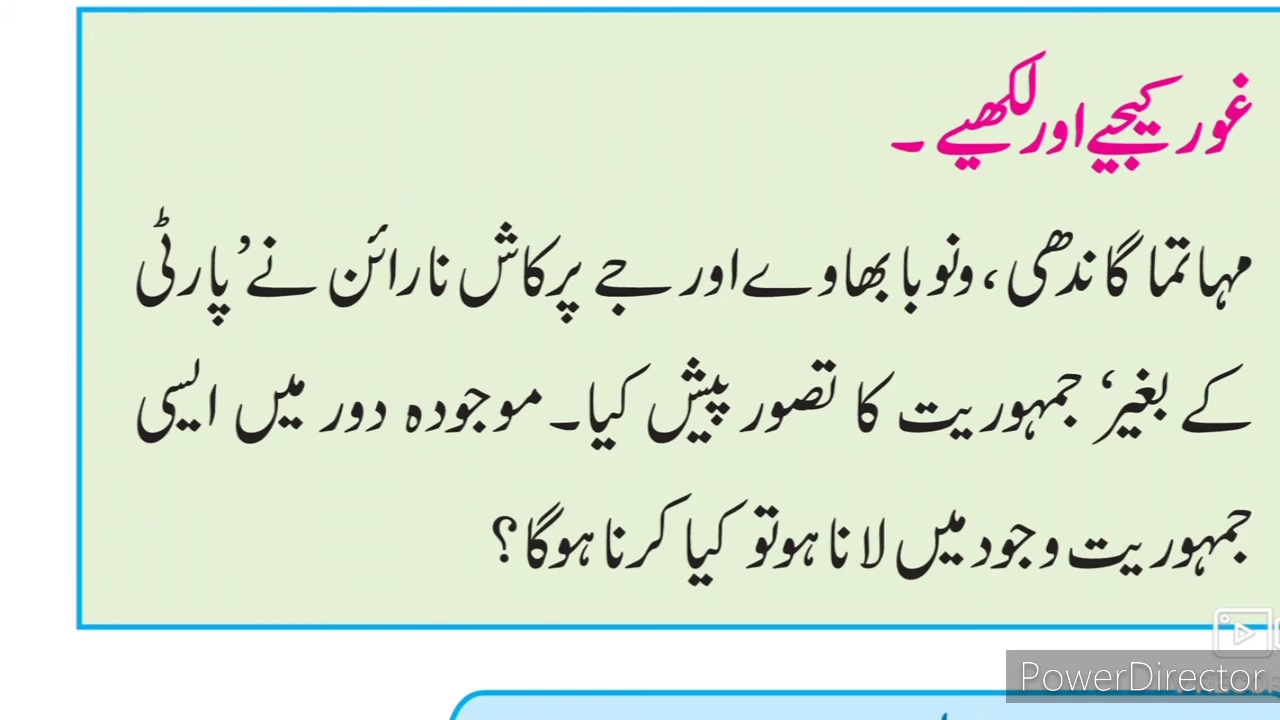 غور کیجیے اور لکھیے ۔
مہاتما گاندھی، ونوبا بھاوے اور جے پرکاش نارائن نے ’پارٹی
کے بغیر‘ جمہوریت کا تصور پیش کیا۔ موجودہ دور میں ایسی
جمہوریت وجود میں لانا ہو تو کیا کرنا ہوگا؟
PowerDirector